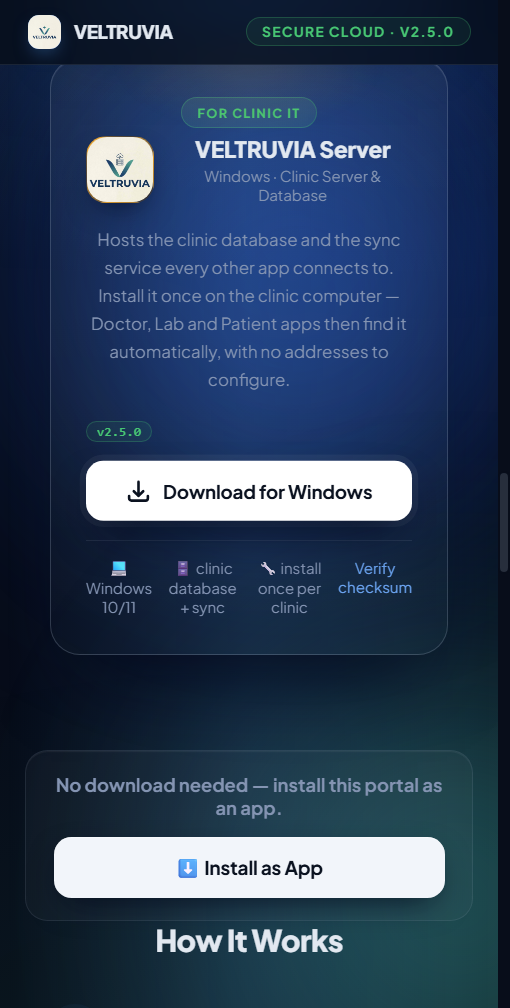 VELTRUVIA
VELTRUVIA
SECURE CLOUD · V2.5.0
FOR CLINIC IT
VELTRUVIA
VELTRUVIA Server
Windows · Clinic Server &
Database
Hosts the clinic database and the sync
service every other app connects to.
Install it once on the clinic computer —
Doctor, Lab and Patient apps then find it
automatically, with no addresses to
configure.
v2.5.0
Download for Windows
💻 Windows 10/11
🗄️ clinic database + sync
🔧 install once per clinic
Verify checksum
No download needed — install this portal as
an app.
⬇️ Install as App
How It Works